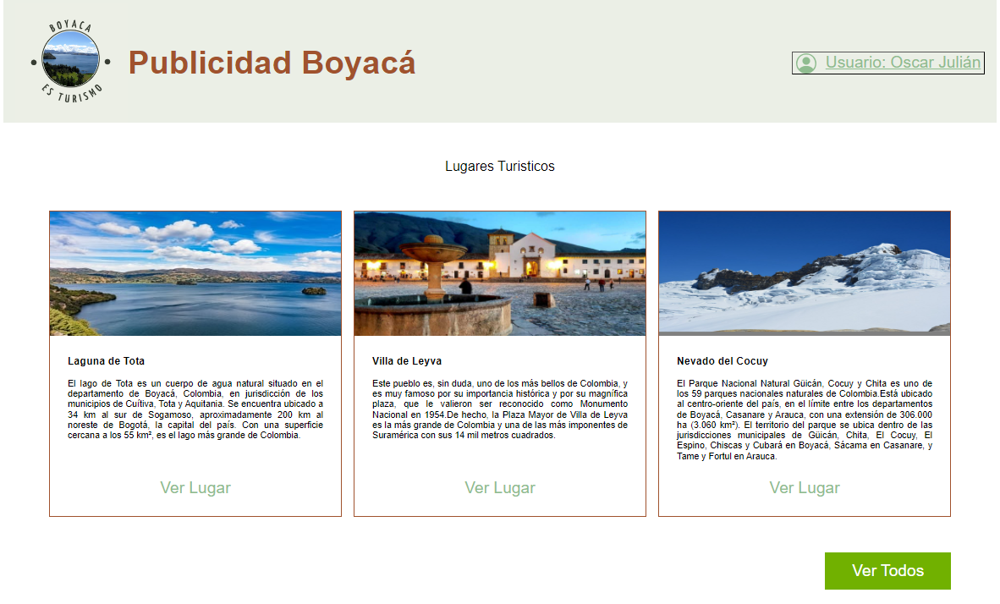 BOYACA
ES TURISMO
Publicidad Boyacá
Usuario: Oscar Julián
Lugares Turisticos
Laguna de Tota
El lago de Tota es un cuerpo de agua natural situado en el
departamento de Boyacá, Colombia, en jurisdicción de los
municipios de Cuítiva, Tota y Aquitania. Se encuentra ubicado a
34 km al sur de Sogamoso, aproximadamente 200 km al
noreste de Bogotá, la capital del país. Con una superficie
cercana a los 55 km², es el lago más grande de Colombia.
Ver Lugar
Villa de Leyva
Este pueblo es, sin duda, uno de los más bellos de Colombia, y
es muy famoso por su importancia histórica y por su magnífica
plaza, que le valieron ser reconocido como Monumento
Nacional en 1954.De hecho, la Plaza Mayor de Villa de Leyva
es la más grande de Colombia y una de las más imponentes de
Suramérica con sus 14 mil metros cuadrados.
Ver Lugar
Nevado del Cocuy
El Parque Nacional Natural Güicán, Cocuy y Chita es uno de
los 59 parques nacionales naturales de Colombia.Está ubicado
al centro-oriente del país, en el límite entre los departamentos
de Boyacá, Casanare y Arauca, con una extensión de 306.000
ha (3.060 km²). El territorio del parque se ubica dentro de las
jurisdicciones municipales de Güicán, Chita, El Cocuy, El
Espino, Chiscas y Cubará en Boyacá, Sácama en Casanare, y
Tame y Fortul en Arauca.
Ver Lugar
Ver Todos